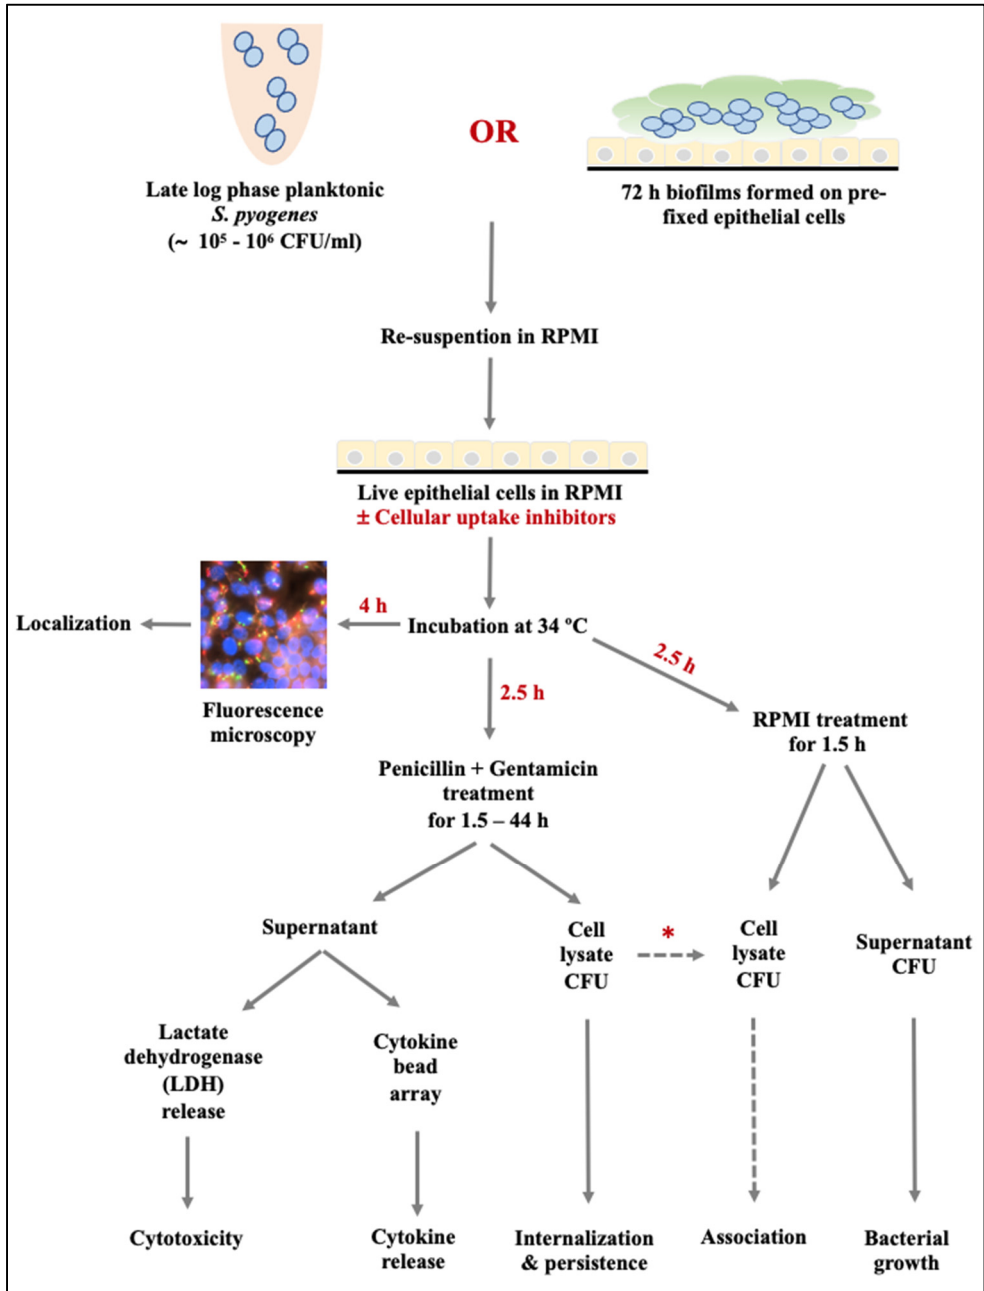 OR
Late log phase planktonic
S. pyogenes
(~ 10⁵ - 10⁶ CFU/ml)
72 h biofilms formed on pre-
fixed epithelial cells
Re-suspention in RPMI
Live epithelial cells in RPMI
± Cellular uptake inhibitors
Localization
4 h
Incubation at 34 ºC
Fluorescence
microscopy
2.5 h
2.5 h
RPMI treatment
for 1.5 h
Penicillin + Gentamicin
treatment
for 1.5 – 44 h
Supernatant
Cell
lysate
CFU
*
Cell
lysate
CFU
Supernatant
CFU
Lactate
dehydrogenase
(LDH)
release
Cytokine
bead
array
Cytotoxicity
Cytokine
release
Internalization
& persistence
Association
Bacterial
growth